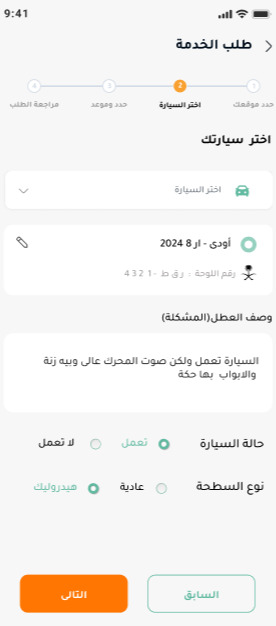 9:41
طلب الخدمة
1 2 3 4
حدد موقعك اختر السيارة حدد وموعد مراجعة الطلب
اختر سيارتك
اختر السيارة
أودى - ار 8 2024
رقم اللوحة : ر ق ط - 1 2 3 4
وصف العطل(المشكلة)
السيارة تعمل ولكن صوت المحرك عالى وبيه زنة
والابواب بها حكة
حالة السيارة تعمل لا تعمل
نوع السطحة عادية هيدروليك
السابق التالى